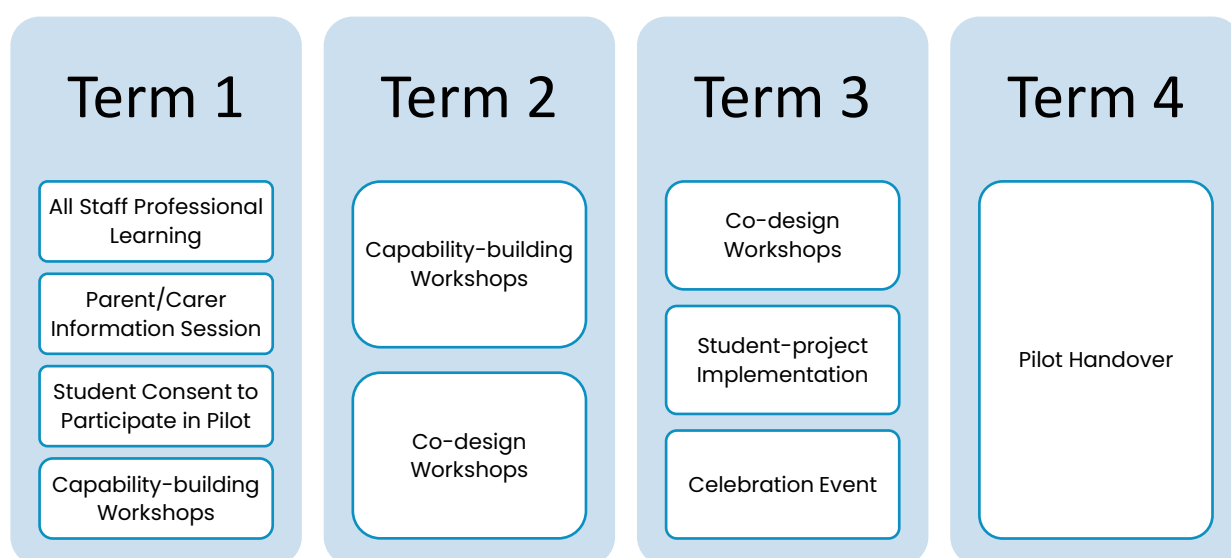 Term 1
All Staff Professional
Learning
Parent/Carer
Information Session
Student Consent to
Participate in Pilot
Capability-building
Workshops
Term 2
Capability-building
Workshops
Co-design
Workshops
Term 3
Co-design
Workshops
Student-project
Implementation
Celebration Event
Term 4
Pilot Handover